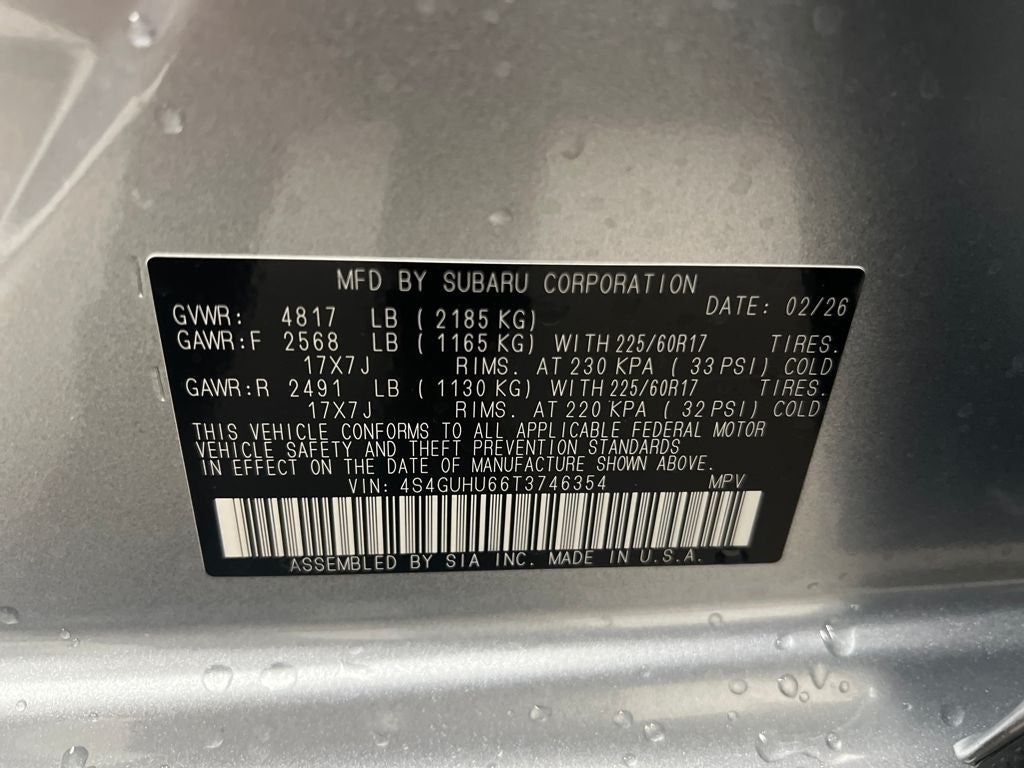 MFD BY SUBARU CORPORATION
DATE: 02/26
GVWR: 4817 LB ( 2185 KG)
GAWR:F 2568 LB ( 1165 KG) WITH 225/60R17 TIRES.
17X7J RIMS. AT 230 KPA ( 33 PSI) COLD
GAWR:R 2491 LB ( 1130 KG) WITH 225/60R17 TIRES.
17X7J RIMS. AT 220 KPA ( 32 PSI) COLD
THIS VEHICLE CONFORMS TO ALL APPLICABLE FEDERAL MOTOR
VEHICLE SAFETY AND THEFT PREVENTION STANDARDS
IN EFFECT ON THE DATE OF MANUFACTURE SHOWN ABOVE.
VIN: 4S4GUHU66T3746354 MPV
ASSEMBLED BY SIA INC. MADE IN U.S.A.